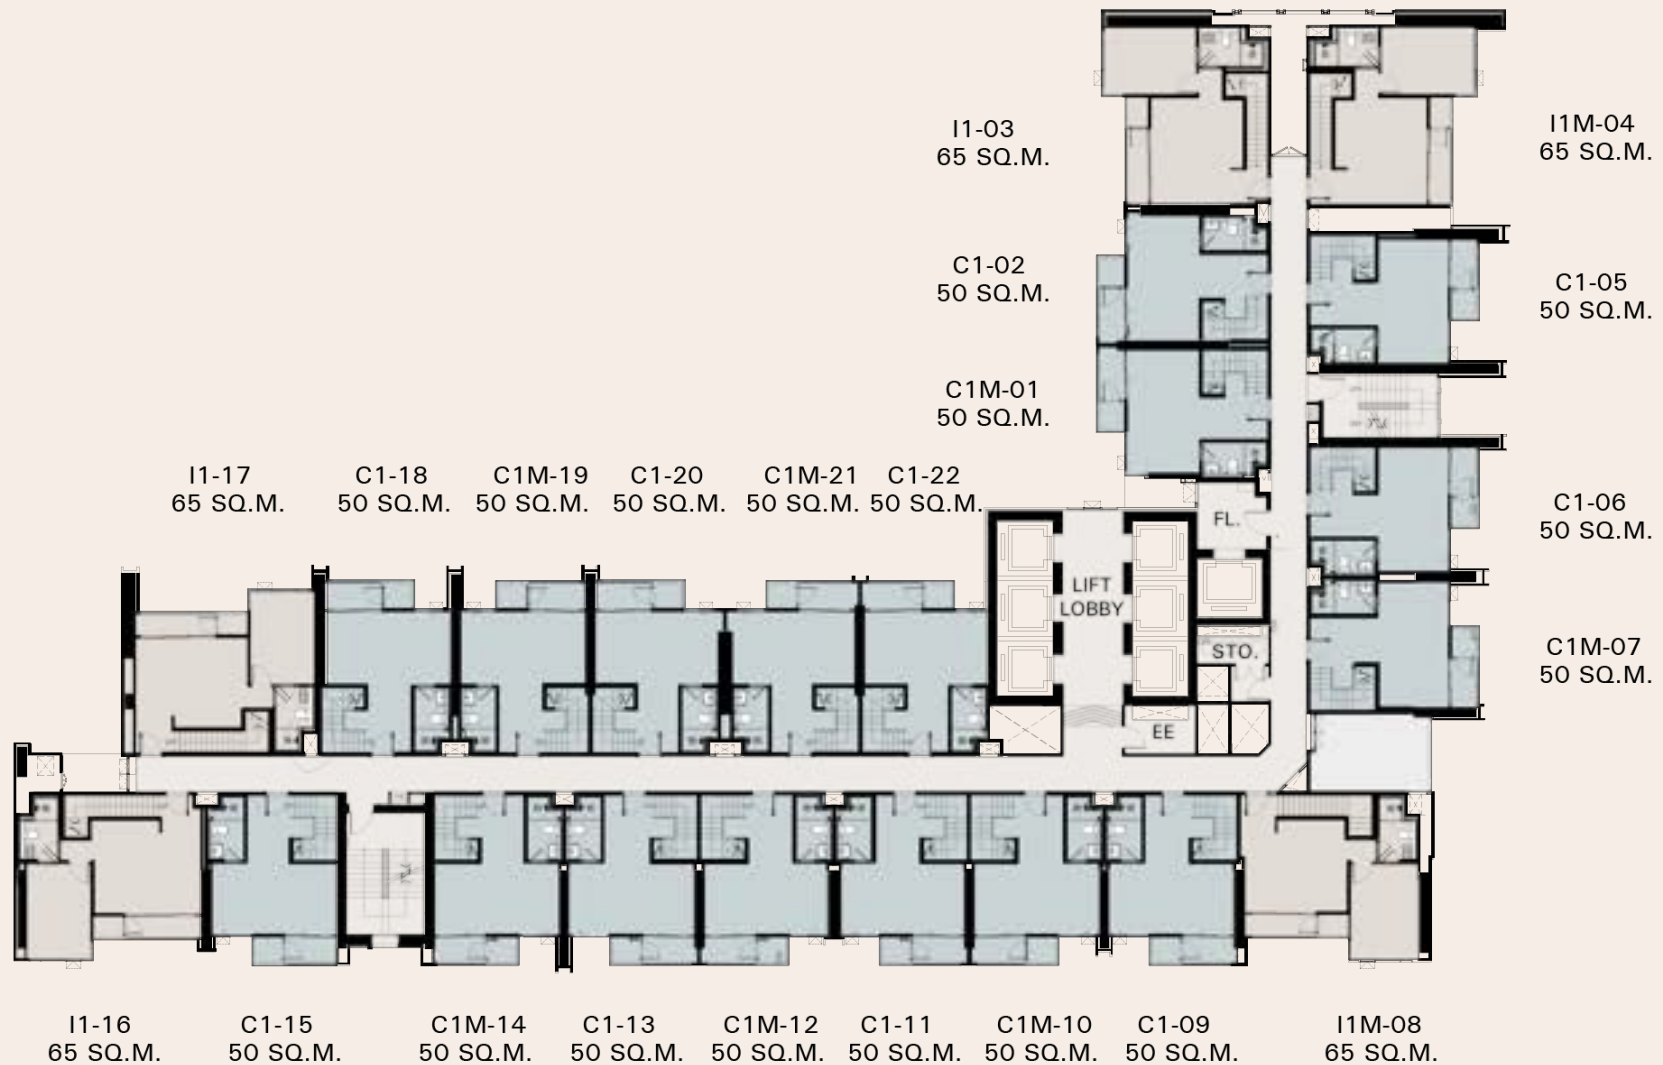 I1-03
65 SQ.M.
I1M-04
65 SQ.M.
C1-02
50 SQ.M.
C1-05
50 SQ.M.
C1M-01
50 SQ.M.
I1-17
65 SQ.M.
C1-18
50 SQ.M.
C1M-19
50 SQ.M.
C1-20
50 SQ.M.
C1M-21
50 SQ.M.
C1-22
50 SQ.M.
C1-06
50 SQ.M.
FL.
LIFT
LOBBY
STO.
C1M-07
50 SQ.M.
EE
I1-16
65 SQ.M.
C1-15
50 SQ.M.
C1M-14
50 SQ.M.
C1-13
50 SQ.M.
C1M-12
50 SQ.M.
C1-11
50 SQ.M.
C1M-10
50 SQ.M.
C1-09
50 SQ.M.
I1M-08
65 SQ.M.